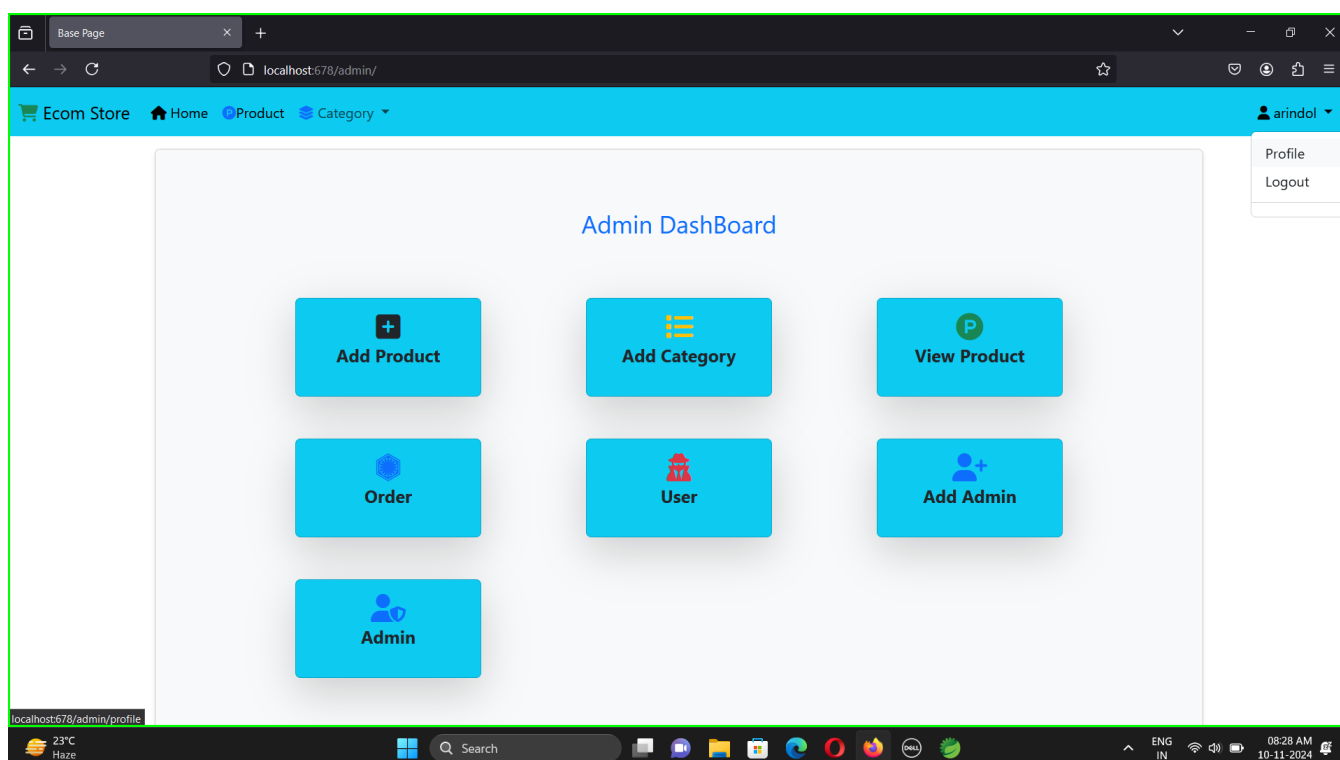 Base Page
localhost:678/admin/
Ecom Store Home Product Category arindol
Profile
Logout
Admin DashBoard
Add Product Add Category View Product
Order User Add Admin
Admin
localhost:678/admin/profile
23°C
Haze
Search
DELL
ENG
IN
08:28 AM
10-11-2024